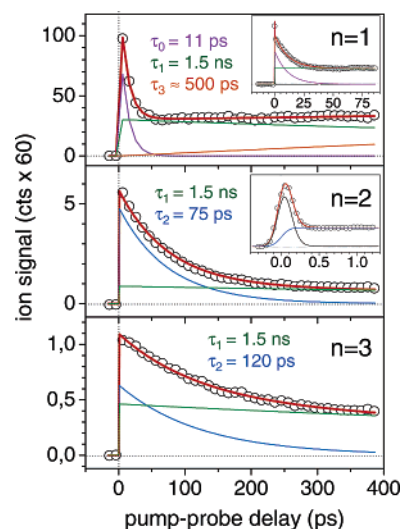 ion signal (cts x 60)
100
50
0
τ0 = 11 ps
τ1 = 1.5 ns
τ3 ≈ 500 ps
n=1
0 25 50 75
5
0
τ1 = 1.5 ns
τ2 = 75 ps
n=2
0.0 0.5 1.0
1,0
0,5
0,0
τ1 = 1.5 ns
τ2 = 120 ps
n=3
0 100 200 300 400
pump-probe delay (ps)